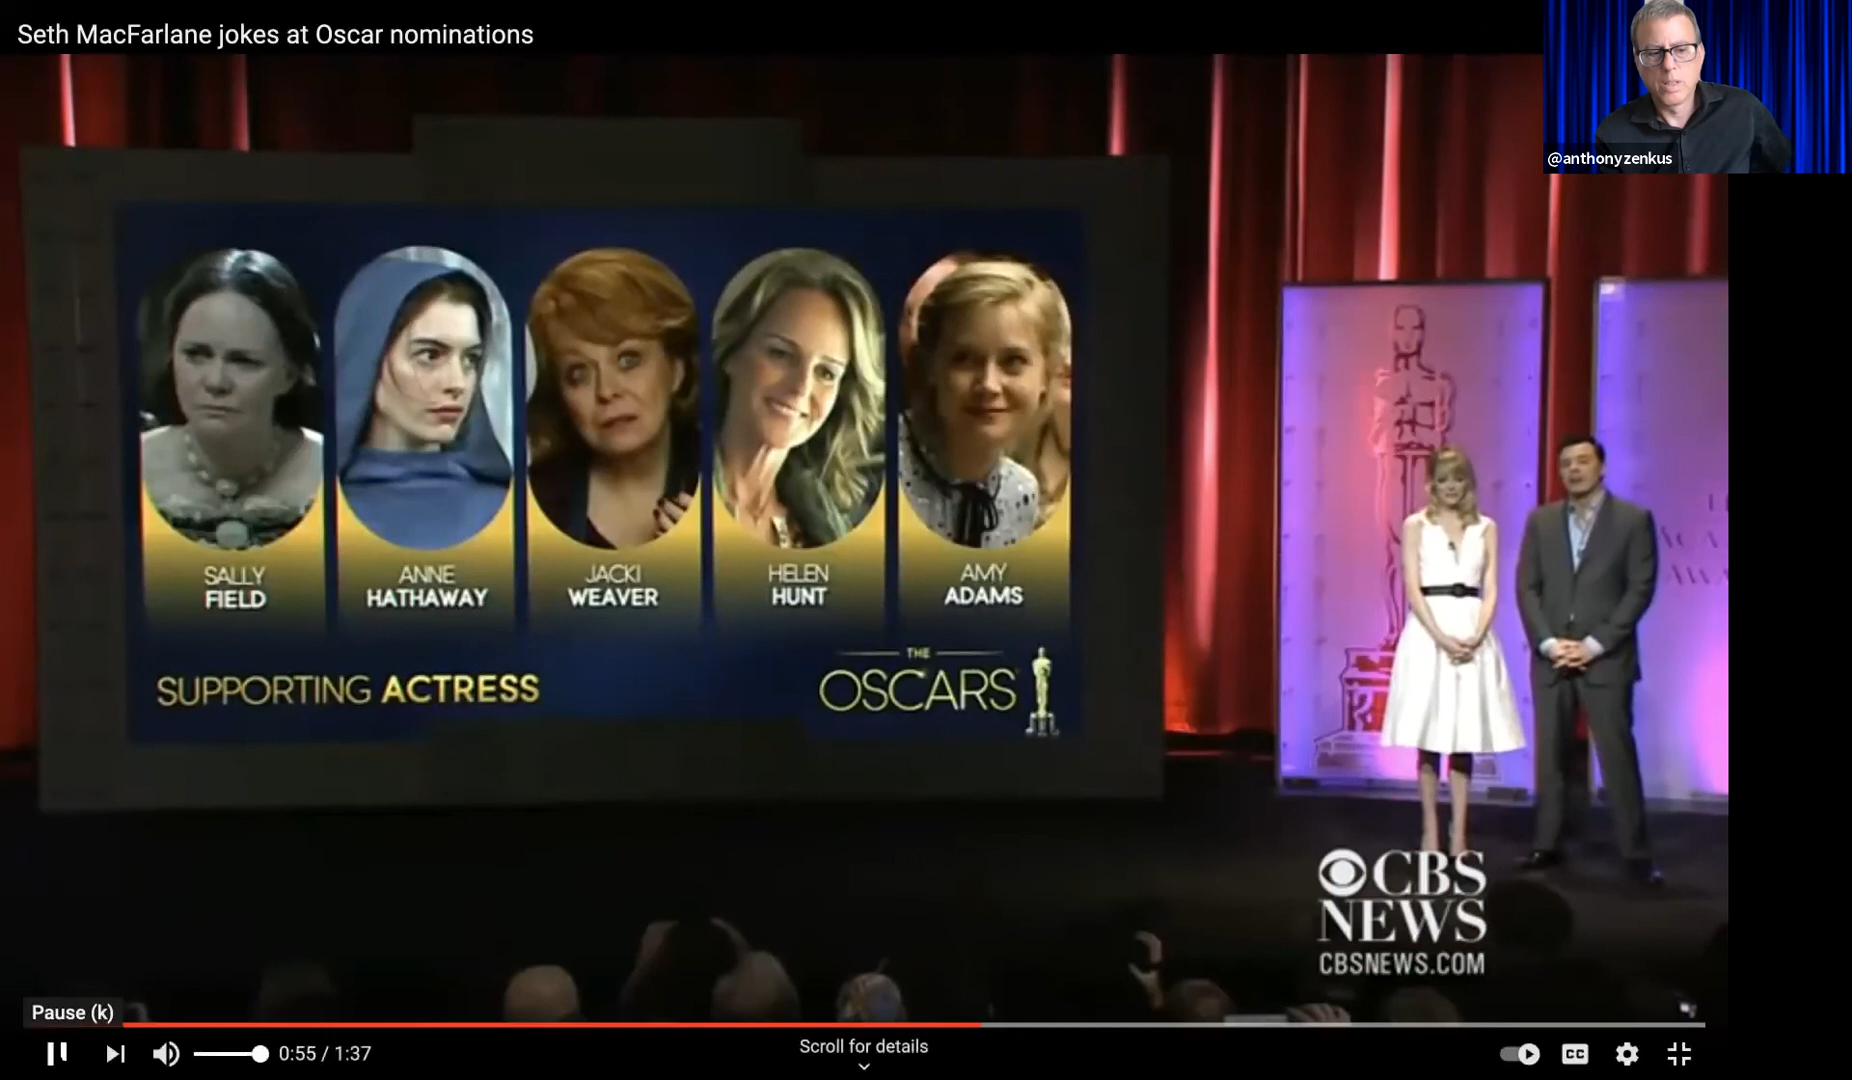 Seth MacFarlane jokes at Oscar nominations
@anthonyzenkus
SALLY
FIELD
ANNE
HATHAWAY
JACKI
WEAVER
HELEN
HUNT
AMY
ADAMS
SUPPORTING ACTRESS
THE
OSCARS
CBS
NEWS
CBSNEWS.COM
Pause (k)
0:55 / 1:37
Scroll for details
CC